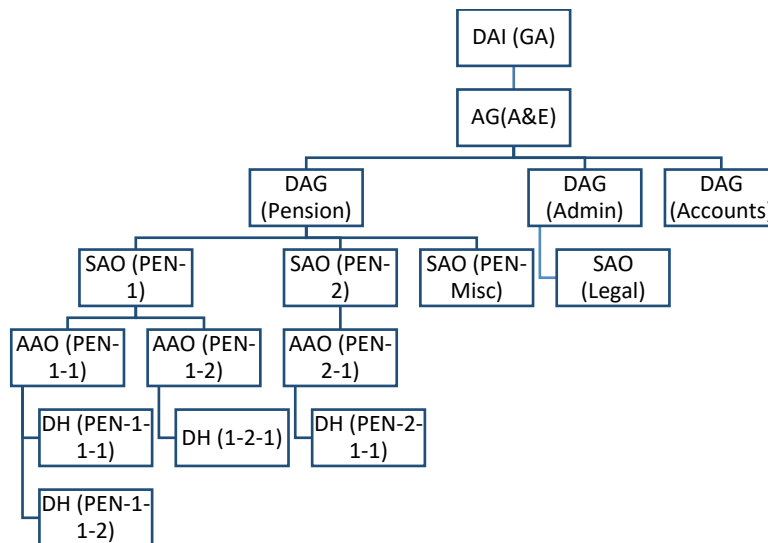 DAI (GA)
AG(A&E)
DAG
(Pension)
DAG
(Admin)
DAG
(Accounts)
SAO (PEN-
1)
SAO (PEN-
2)
SAO (PEN-
Misc)
SAO
(Legal)
AAO (PEN-
1-1)
AAO (PEN-
1-2)
AAO (PEN-
2-1)
DH (PEN-1-
1-1)
DH (1-2-1)
DH (PEN-2-
1-1)
DH (PEN-1-
1-2)